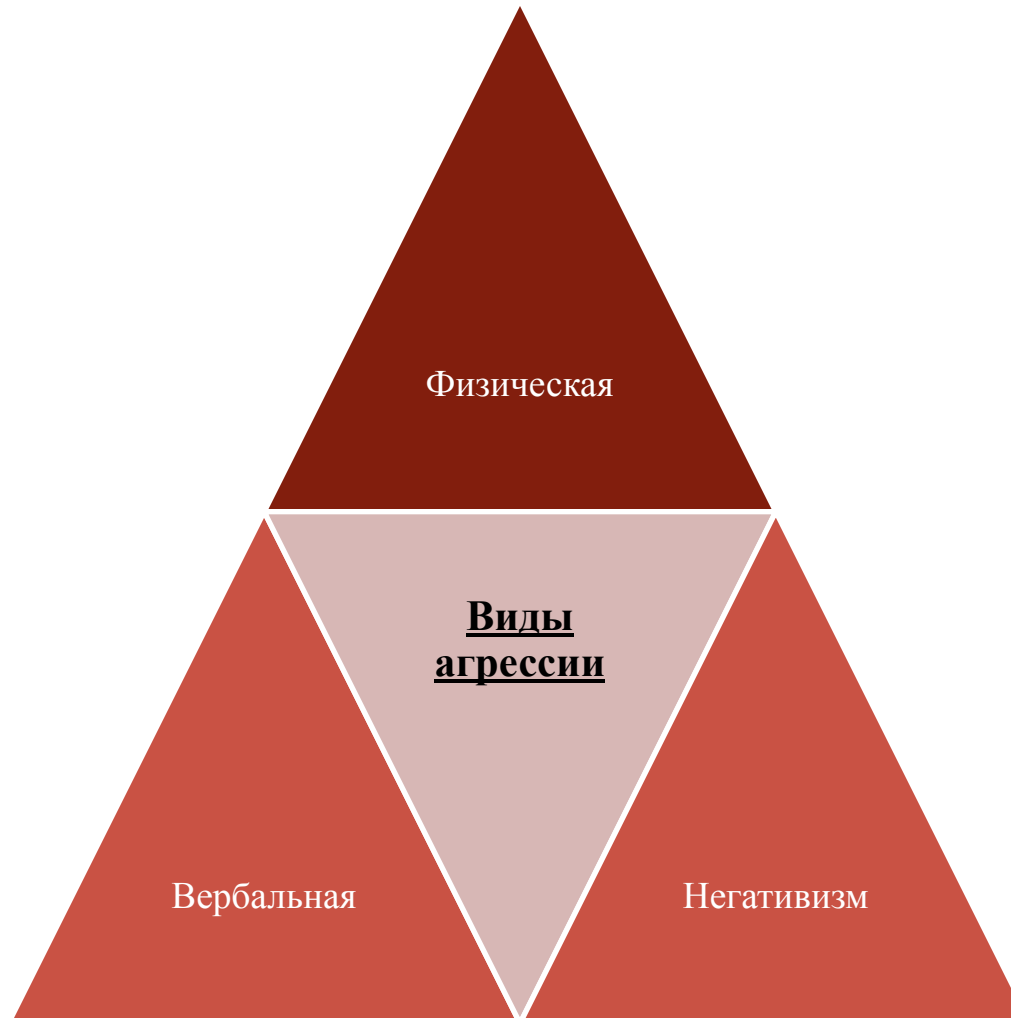 Физическая
Виды
агрессии
Вербальная
Негативизм